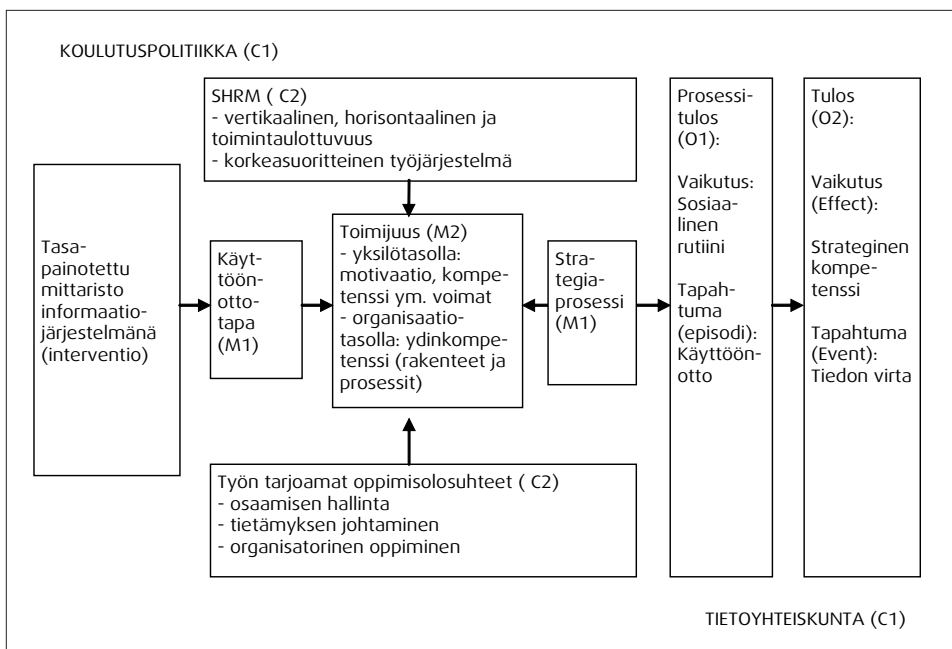 KOULUTUSPOLITIIKKA (C1)
SHRM ( C2)
- vertikaalinen, horisontaalinen ja
toimintaulottuvuus
- korkeasuoritteinen työjärjestelmä
Tasa-
painotettu
mittaristo
informaatio-
järjestelmänä
(interventio)
Käyt-
töön-
otto-
tapa
(M1)
Toimijuus (M2)
- yksilötasolla:
motivaatio, kompe-
tenssi ym. voimat
- organisaatio-
tasolla: ydinkompe-
tenssi (rakenteet ja
prosessit)
Stra-
tegia-
prosessi
(M1)
Työn tarjoamat oppimisolosuhteet ( C2)
- osaamisen hallinta
- tietämyksen johtaminen
- organisatorinen oppiminen
Prosessi-
tulos
(O1):
Vaikutus:
Sosiaa-
linen
rutiini
Tapah-
tuma
(episodi):
Käyttöön-
otto
Tulos
(O2):
Vaikutus
(Effect):
Strateginen
kompe-
tenssi
Tapahtuma
(Event):
Tiedon virta
TIETOYHTEISKUNTA (C1)